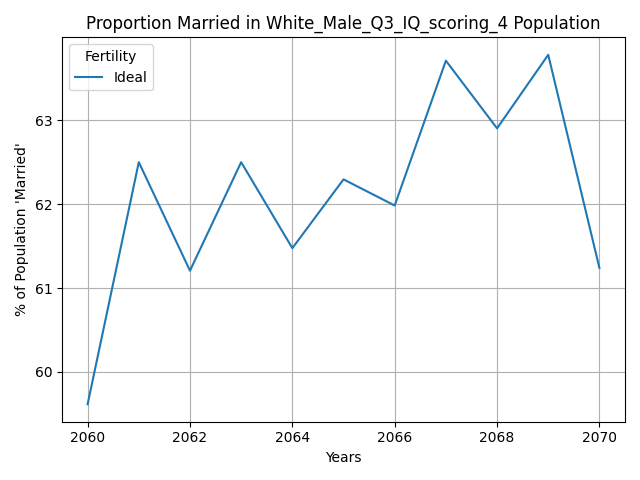 Proportion Married in White_Male_Q3_IQ_scoring_4 Population
Fertility
Ideal
% of Population 'Married'
63
62
61
60
2060
2062
2064
2066
2068
2070
Years